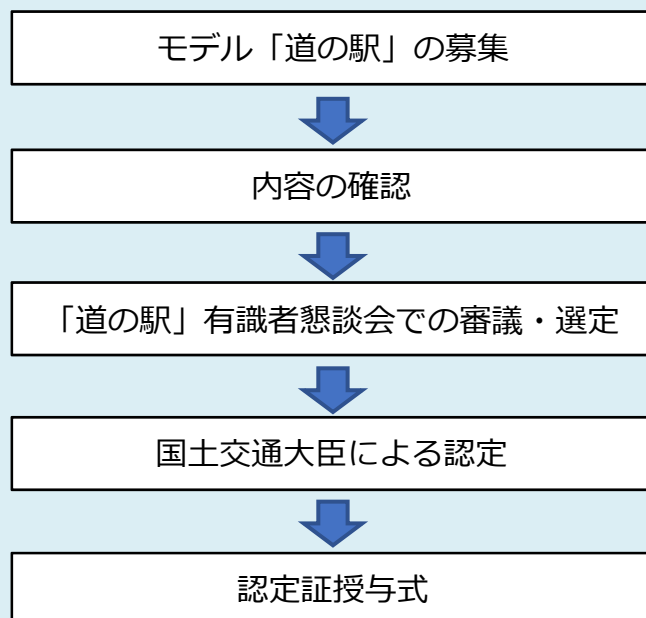 モデル「道の駅」の募集
内容の確認
「道の駅」有識者懇談会での審議・選定
国土交通大臣による認定
認定証授与式